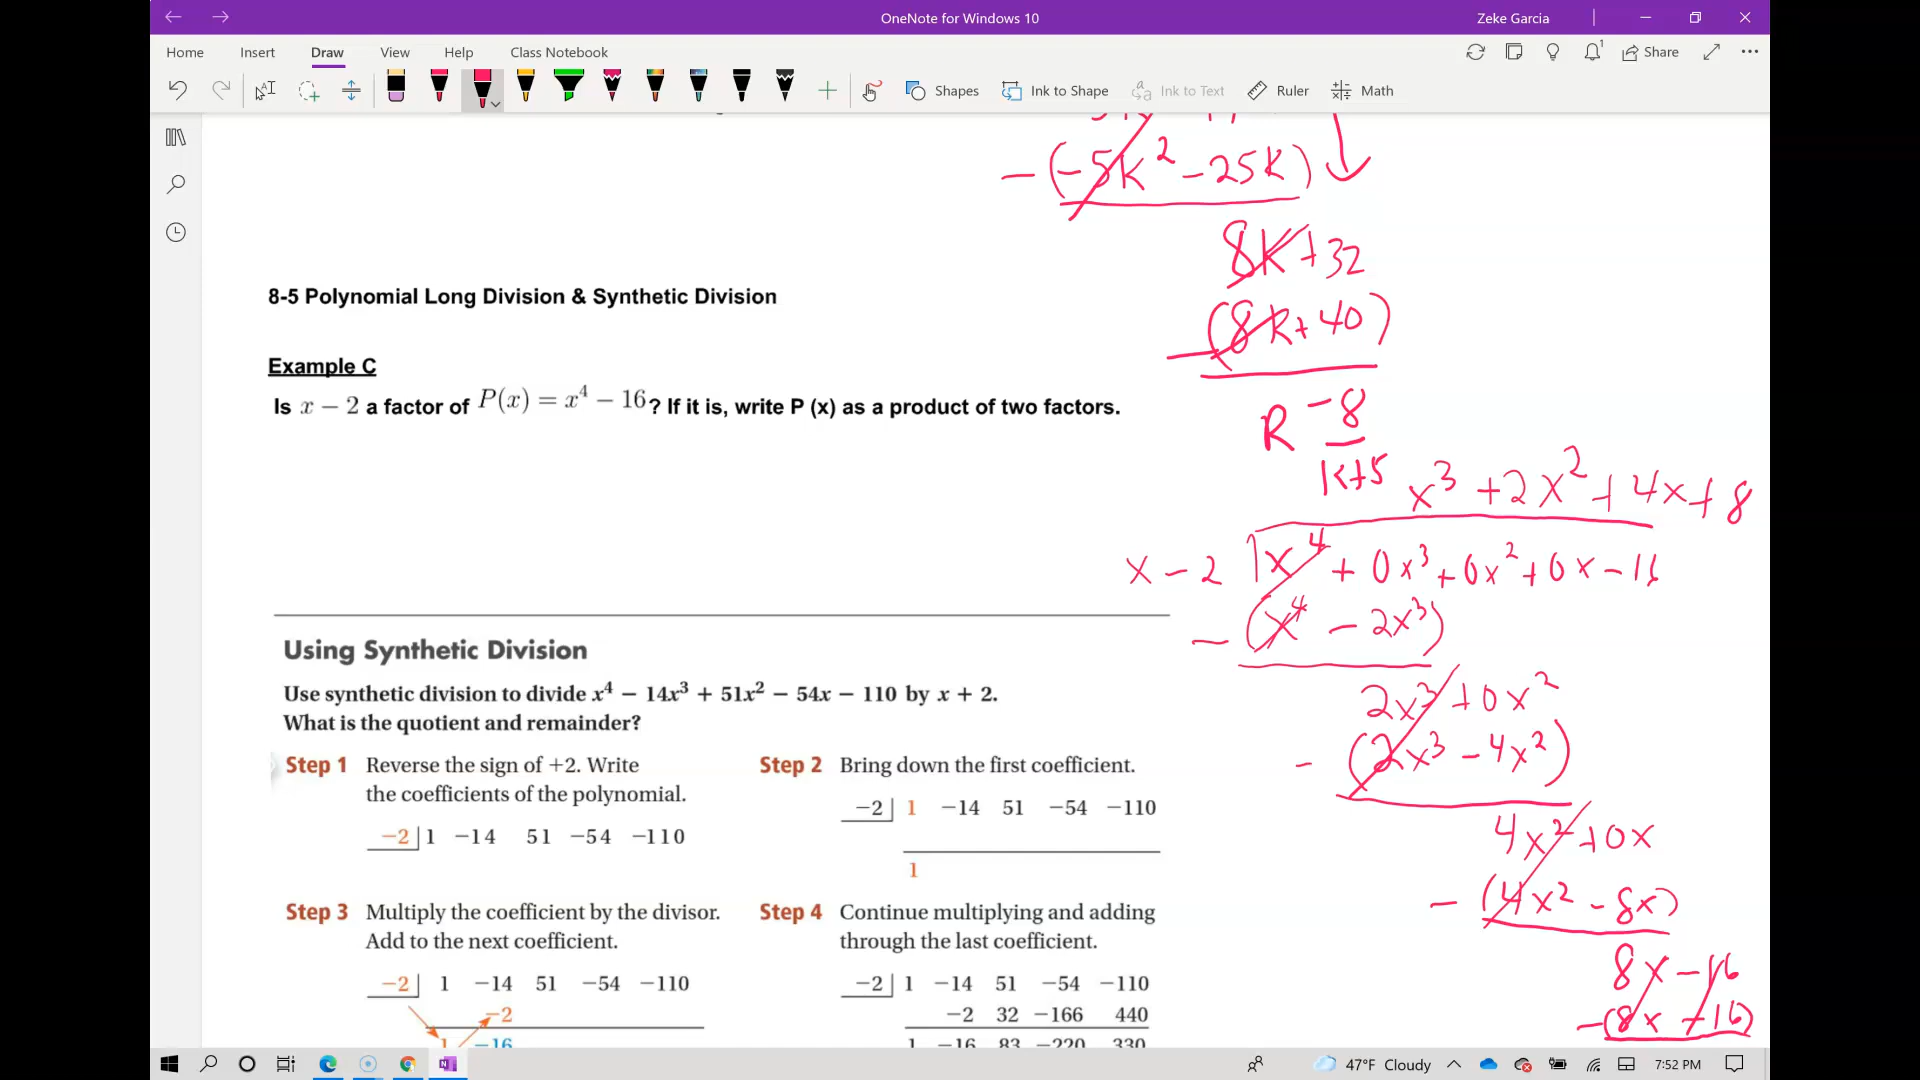 OneNote for Windows 10
Zeke Garcia
Home Insert Draw View Help Class Notebook
1 Share
Shapes Ink to Shape Ink to Text Ruler Math
−(−5k² −25k)
8k+32
−(8k+40)
R −8
k+5
8-5 Polynomial Long Division & Synthetic Division
Example C
Is x − 2 a factor of P(x) = x⁴ − 16? If it is, write P (x) as a product of two factors.
x³ +2x² +4x+8
x−2 1x⁴ + 0x³ +0x² +0x −16
−(x⁴ − 2x³)
2x³ +0x²
−(2x³ −4x²)
4x² +0x
−(4x² −8x)
8x −16
−(8x −16)
Using Synthetic Division
Use synthetic division to divide x⁴ − 14x³ + 51x² − 54x − 110 by x + 2.
What is the quotient and remainder?
Step 1 Reverse the sign of +2. Write
the coefficients of the polynomial.
−2 1 −14 51 −54 −110
Step 2 Bring down the first coefficient.
−2 1 −14 51 −54 −110
1
Step 3 Multiply the coefficient by the divisor.
Add to the next coefficient.
−2 1 −14 51 −54 −110
−2
1 −16
Step 4 Continue multiplying and adding
through the last coefficient.
−2 1 −14 51 −54 −110
−2 32 −166 440
1 −16 83 −220 330
47°F Cloudy 7:52 PM